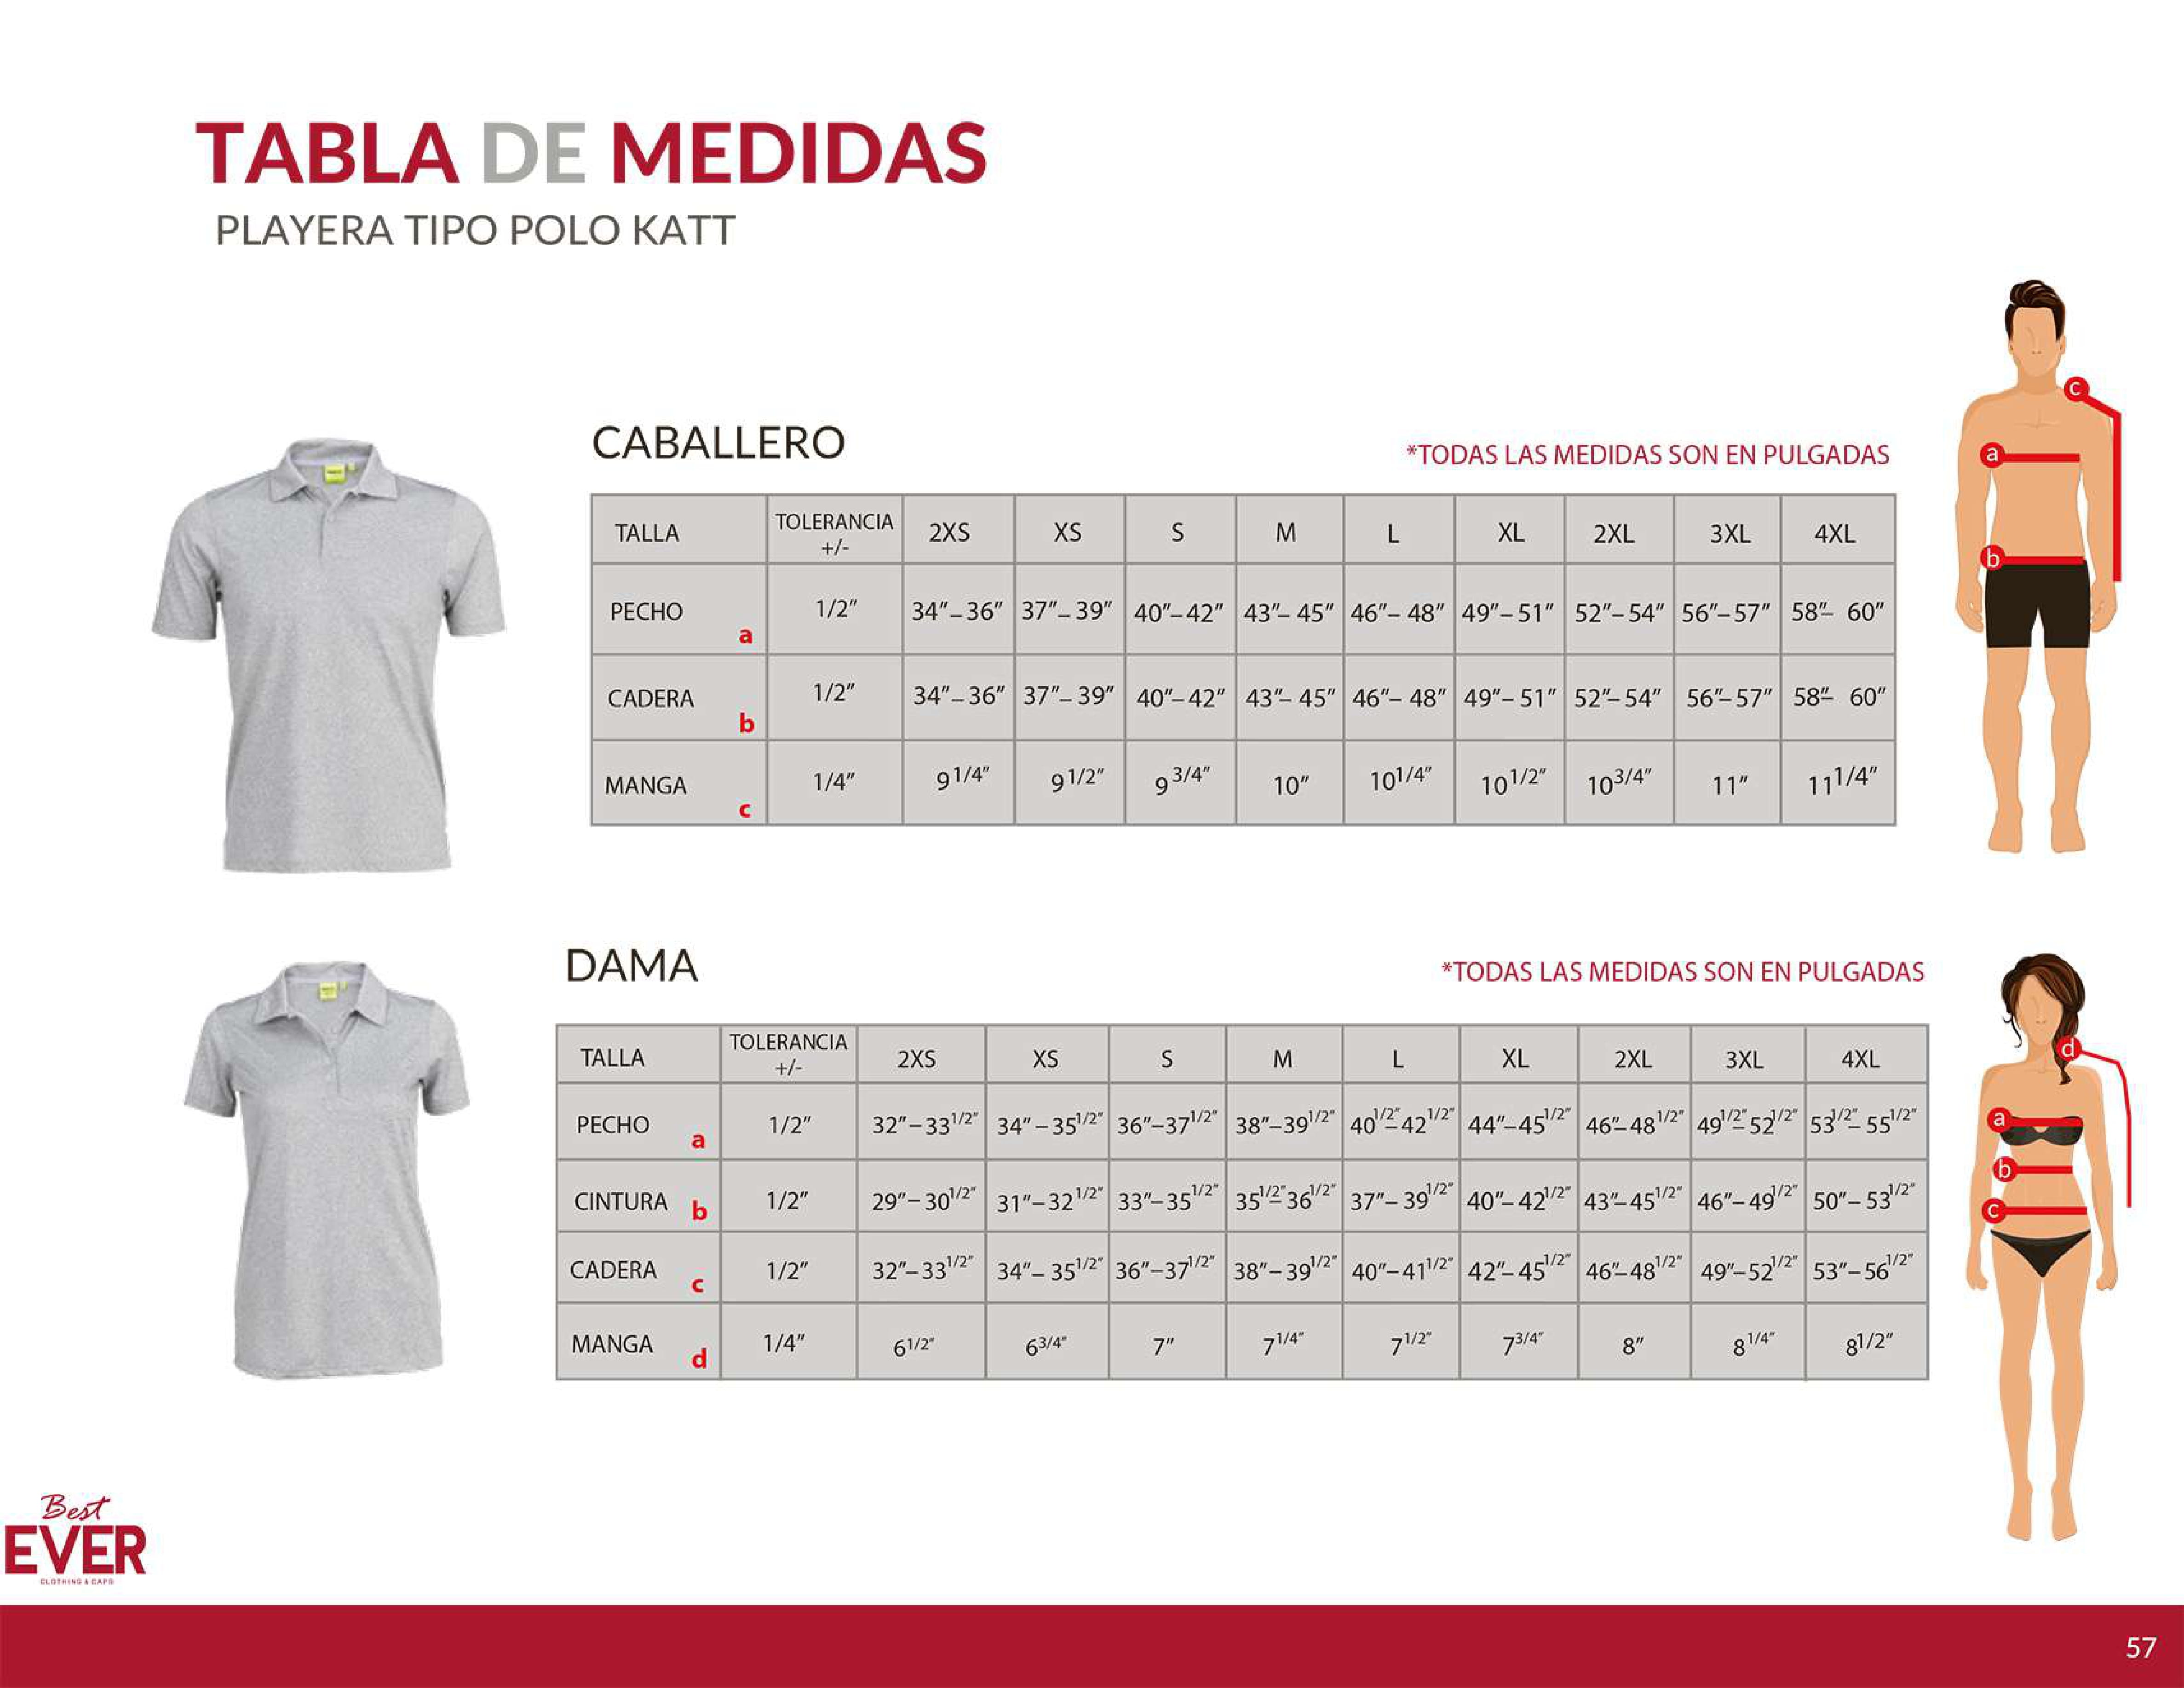 TABLA DE MEDIDAS
PLAYERA TIPO POLO KATT
CABALLERO
*TODAS LAS MEDIDAS SON EN PULGADAS
TALLA TOLERANCIA +/- 2XS XS S M L XL 2XL 3XL 4XL
PECHO a 1/2" 34"–36" 37"–39" 40"–42" 43"–45" 46"–48" 49"–51" 52"–54" 56"–57" 58"– 60"
CADERA b 1/2" 34"–36" 37"–39" 40"–42" 43"–45" 46"–48" 49"–51" 52"–54" 56"–57" 58"– 60"
MANGA c 1/4" 9 1/4" 9 1/2" 9 3/4" 10" 10 1/4" 10 1/2" 10 3/4" 11" 11 1/4"
c
a
b
DAMA
*TODAS LAS MEDIDAS SON EN PULGADAS
TALLA TOLERANCIA +/- 2XS XS S M L XL 2XL 3XL 4XL
PECHO a 1/2" 32"–33 1/2" 34"–35 1/2" 36"–37 1/2" 38"–39 1/2" 40 1/2"–42 1/2" 44"–45 1/2" 46"–48 1/2" 49 1/2"–52 1/2" 53 1/2"–55 1/2"
CINTURA b 1/2" 29"–30 1/2" 31"–32 1/2" 33"–35 1/2" 35 1/2"–36 1/2" 37"–39 1/2" 40"–42 1/2" 43"–45 1/2" 46"–49 1/2" 50"–53 1/2"
CADERA c 1/2" 32"–33 1/2" 34"–35 1/2" 36"–37 1/2" 38"–39 1/2" 40"–41 1/2" 42"–45 1/2" 46"–48 1/2" 49"–52 1/2" 53"–56 1/2"
MANGA d 1/4" 6 1/2" 6 3/4" 7" 7 1/4" 7 1/2" 7 3/4" 8" 8 1/4" 8 1/2"
d
a
b
c
Best
EVER
CLOTHING & CAPS
57